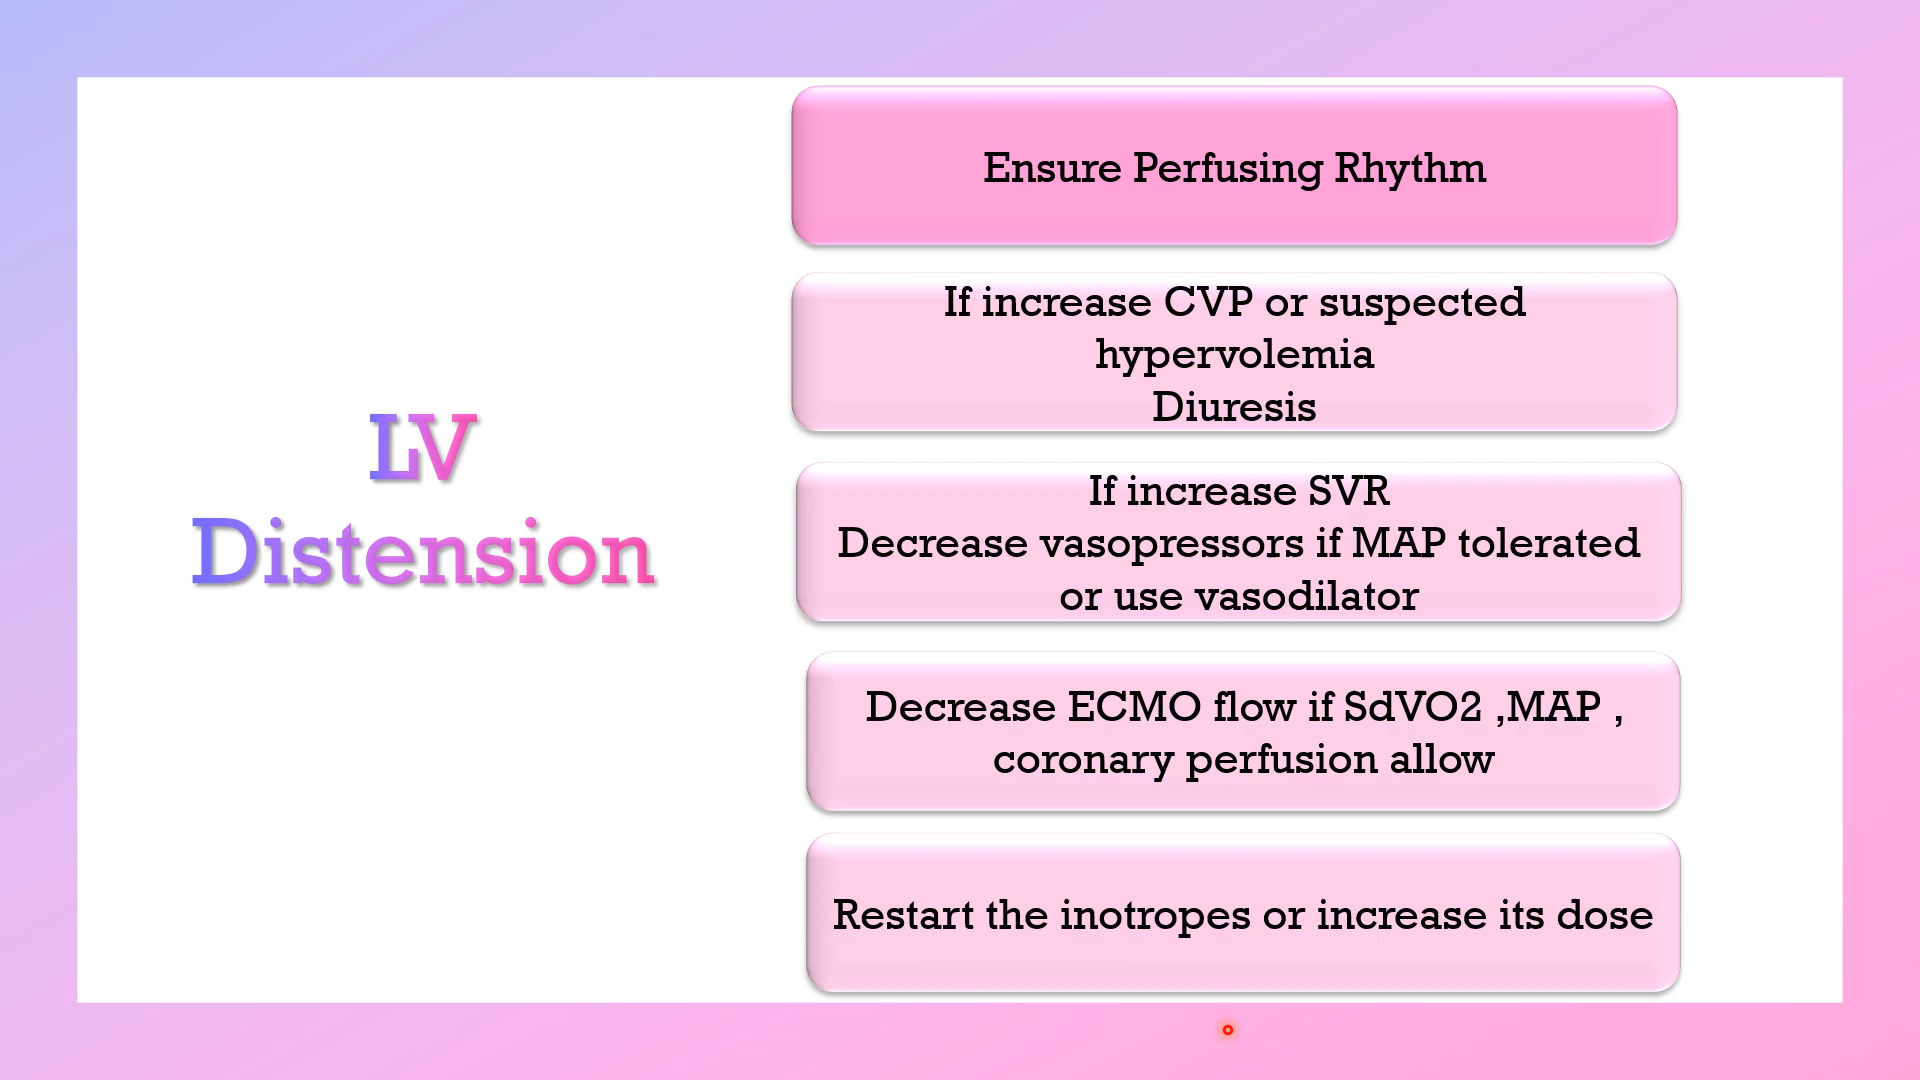 LV
Distension
Ensure Perfusing Rhythm
If increase CVP or suspected
hypervolemia
Diuresis
If increase SVR
Decrease vasopressors if MAP tolerated
or use vasodilator
Decrease ECMO flow if SdVO2 ,MAP ,
coronary perfusion allow
Restart the inotropes or increase its dose